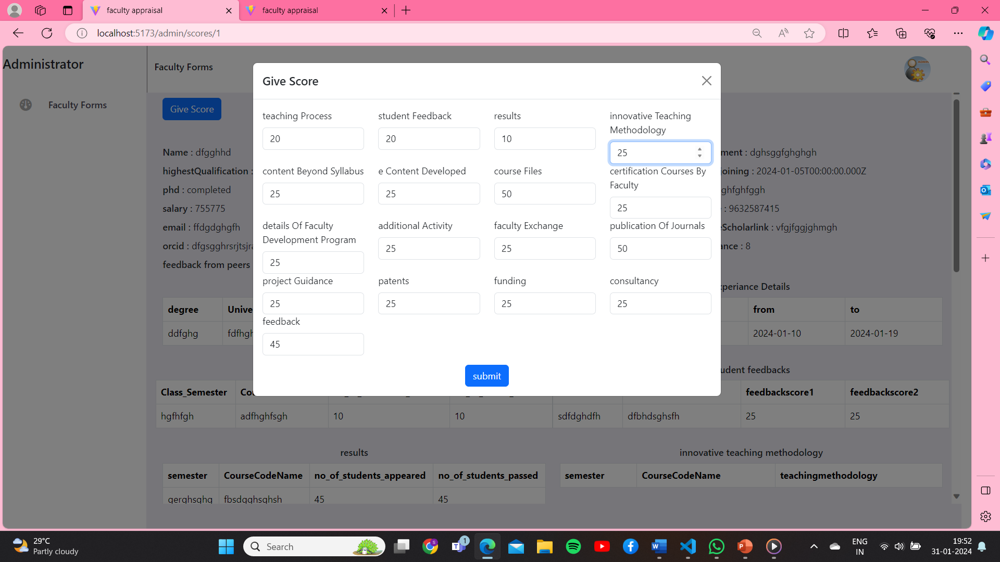 faculty appraisal
faculty appraisal
localhost:5173/admin/scores/1
Administrator
Faculty Forms
Faculty Forms
Give Score
Name : dfgghhd
highestQualification :
phd : completed
salary : 755775
email : ffdgdghgfh
feedback from peers
ment : dghsggfghghgh
joining : 2024-01-05T00:00:00.000Z
ghfghfggh
: 9632587415
Scholarlink : vfgjfggjghmgh
ance : 8
Give Score
teaching Process
student Feedback
results
innovative Teaching
Methodology
20
20
10
25
content Beyond Syllabus
e Content Developed
course Files
certification Courses By
Faculty
25
25
50
25
details Of Faculty
Development Program
additional Activity
faculty Exchange
publication Of Journals
25
25
25
50
project Guidance
patents
funding
consultancy
25
25
25
25
feedback
45
submit
periance Details
degree
Unive
from
to
ddfghg
fdfhgh
2024-01-10
2024-01-19
udent feedbacks
Class_Semester
feedbackscore1
feedbackscore2
hgfhfgh
adfhghfsgh
10
10
sdfdghdfh
dfbhdsghsfh
25
25
results
innovative teaching methodology
semester
CourseCodeName
no_of_students_appeared
no_of_students_passed
semester
CourseCodeName
teachingmethodology
45
45
29°C
Partly cloudy
Search
1
ENG
IN
19:52
31-01-2024